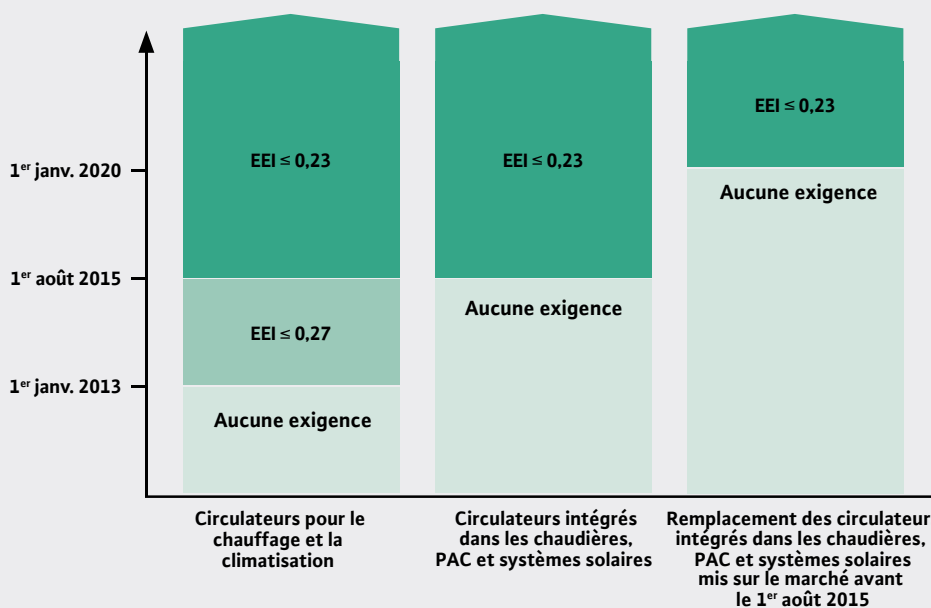 EEI ≤ 0,23
1er janv. 2020
EEI ≤ 0,23
EEI ≤ 0,23
Aucune exigence
1er août 2015
EEI ≤ 0,27
Aucune exigence
1er janv. 2013
Aucune exigence
Circulateurs pour le
chauffage et la
climatisation
Circulateurs intégrés
dans les chaudières,
PAC et systèmes solaires
Remplacement des circulateur
intégrés dans les chaudières,
PAC et systèmes solaires
mis sur le marché avant
le 1er août 2015